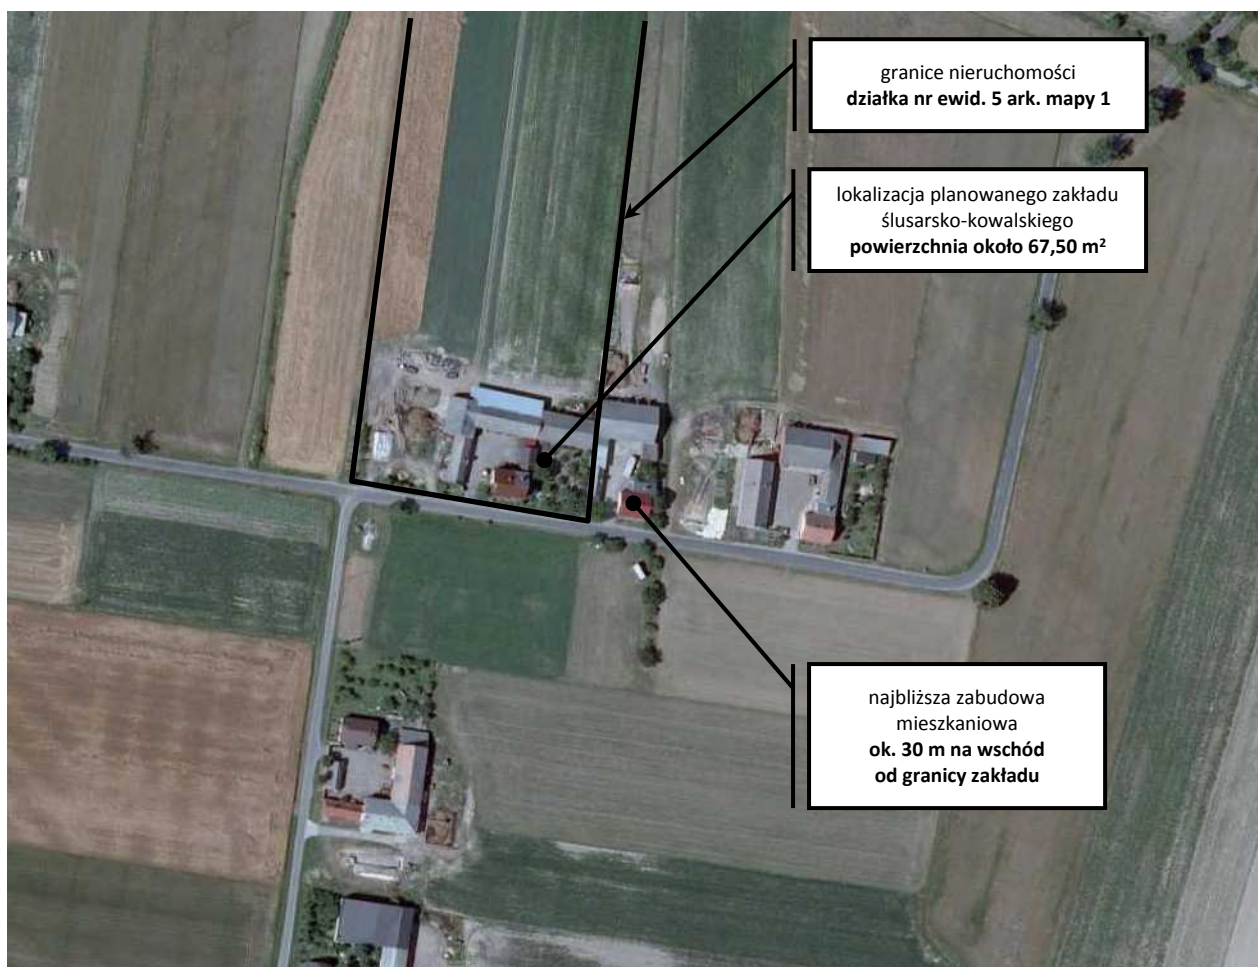 granice nieruchomości
działka nr ewid. 5 ark. mapy 1
lokalizacja planowanego zakładu
ślusarsko-kowalskiego
powierzchnia około 67,50 m²
najbliższa zabudowa
mieszkaniowa
ok. 30 m na wschód
od granicy zakładu